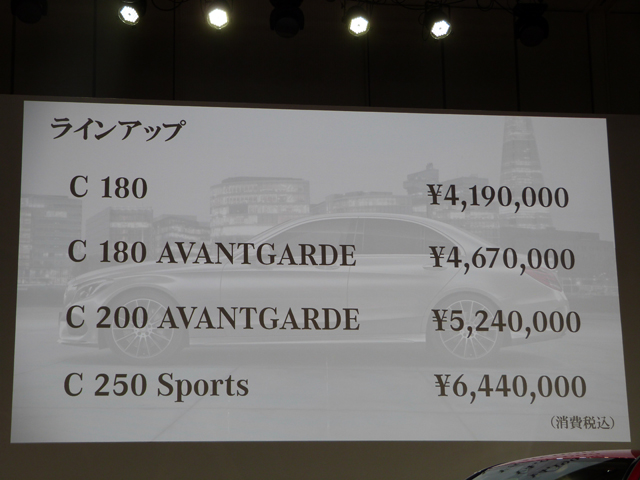 ラインアップ
C 180 ¥4,190,000
C 180 AVANTGARDE ¥4,670,000
C 200 AVANTGARDE ¥5,240,000
C 250 Sports ¥6,440,000
(消費税込)